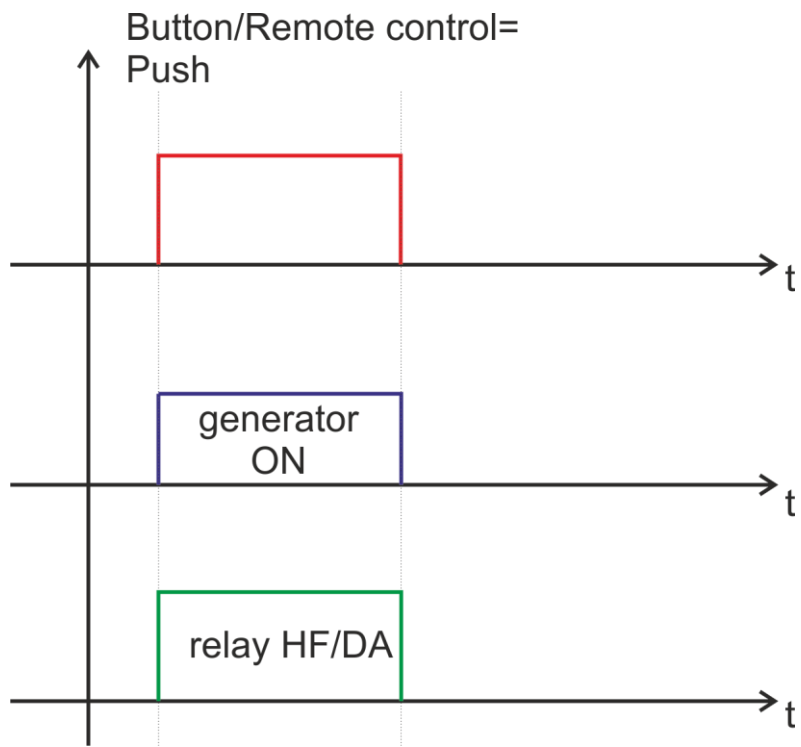 Button/Remote control=
Push
t
generator
ON
t
relay HF/DA
t